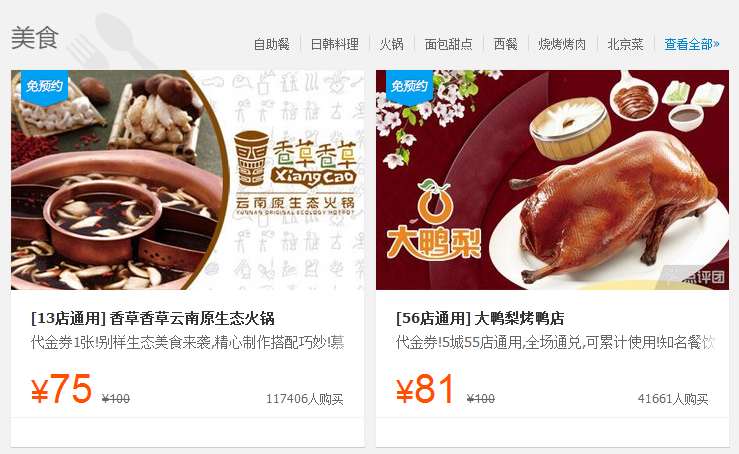 美食
自助餐 日韩料理 火锅 面包甜点 西餐 烧烤烤肉 北京菜 查看全部»
免预约
香草香草
XiangCao
云南原生态火锅
YUNNAN ORIGINAL ECOLOGY HOTPOT
[13店通用] 香草香草云南原生态火锅
代金券1张!别样生态美食来袭,精心制作搭配巧妙!慕
¥75 ¥100 117406人购买
免预约
大鸭梨
点评团
[56店通用] 大鸭梨烤鸭店
代金券!5城55店通用,全场通兑,可累计使用!知名餐饮
¥81 ¥100 41661人购买